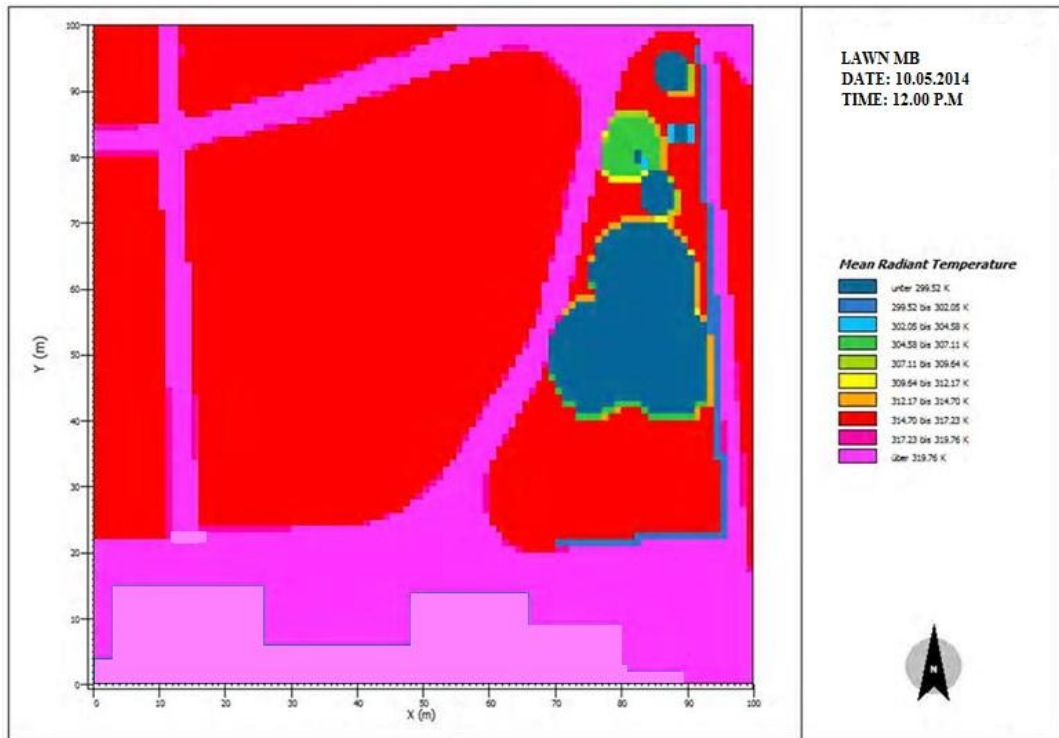 LAWN MB
DATE: 10.05.2014
TIME: 12.00 P.M
Mean Radiant Temperature
unter 299.52 K
299.52 bis 302.05 K
302.05 bis 304.58 K
304.58 bis 307.11 K
307.11 bis 309.64 K
309.64 bis 312.17 K
312.17 bis 314.70 K
314.70 bis 317.23 K
317.23 bis 319.76 K
über 319.76 K
N
Y (m)
100
90
80
70
60
50
40
30
20
10
0
0 10 20 30 40 50 60 70 80 90 100
X (m)